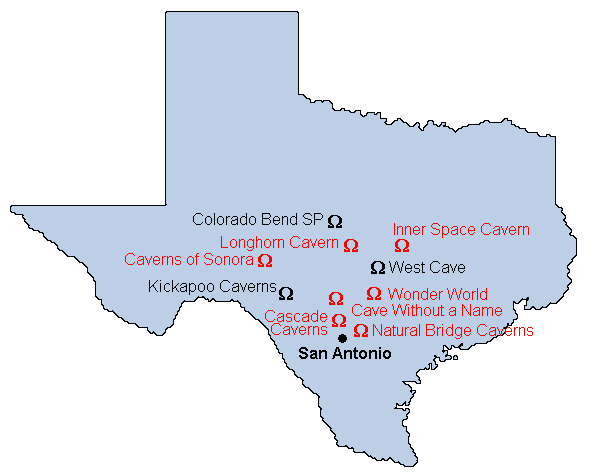 Colorado Bend SP Ω
Inner Space Cavern
Ω
Longhorn Cavern Ω
Caverns of Sonora Ω
Ω West Cave
Kickapoo Caverns Ω
Ω Wonder World
Ω
Cave Without a Name
Cascade
Caverns Ω
Ω Natural Bridge Caverns
San Antonio